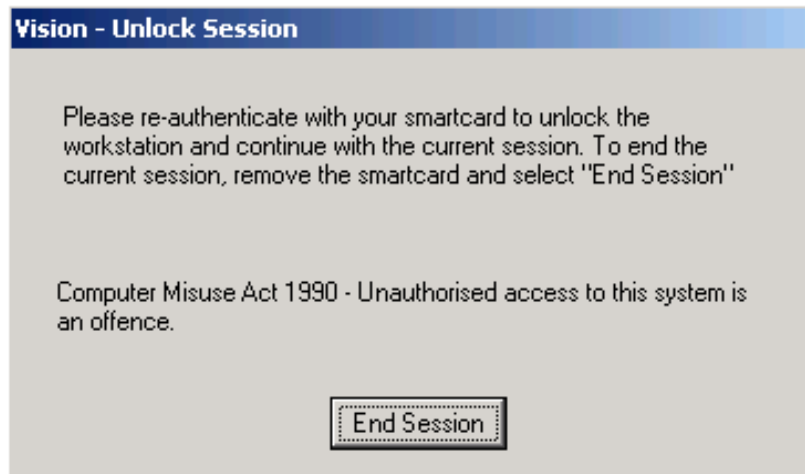 Vision - Unlock Session
Please re-authenticate with your smartcard to unlock the
workstation and continue with the current session. To end the
current session, remove the smartcard and select "End Session"
Computer Misuse Act 1990 - Unauthorised access to this system is
an offence.
End Session